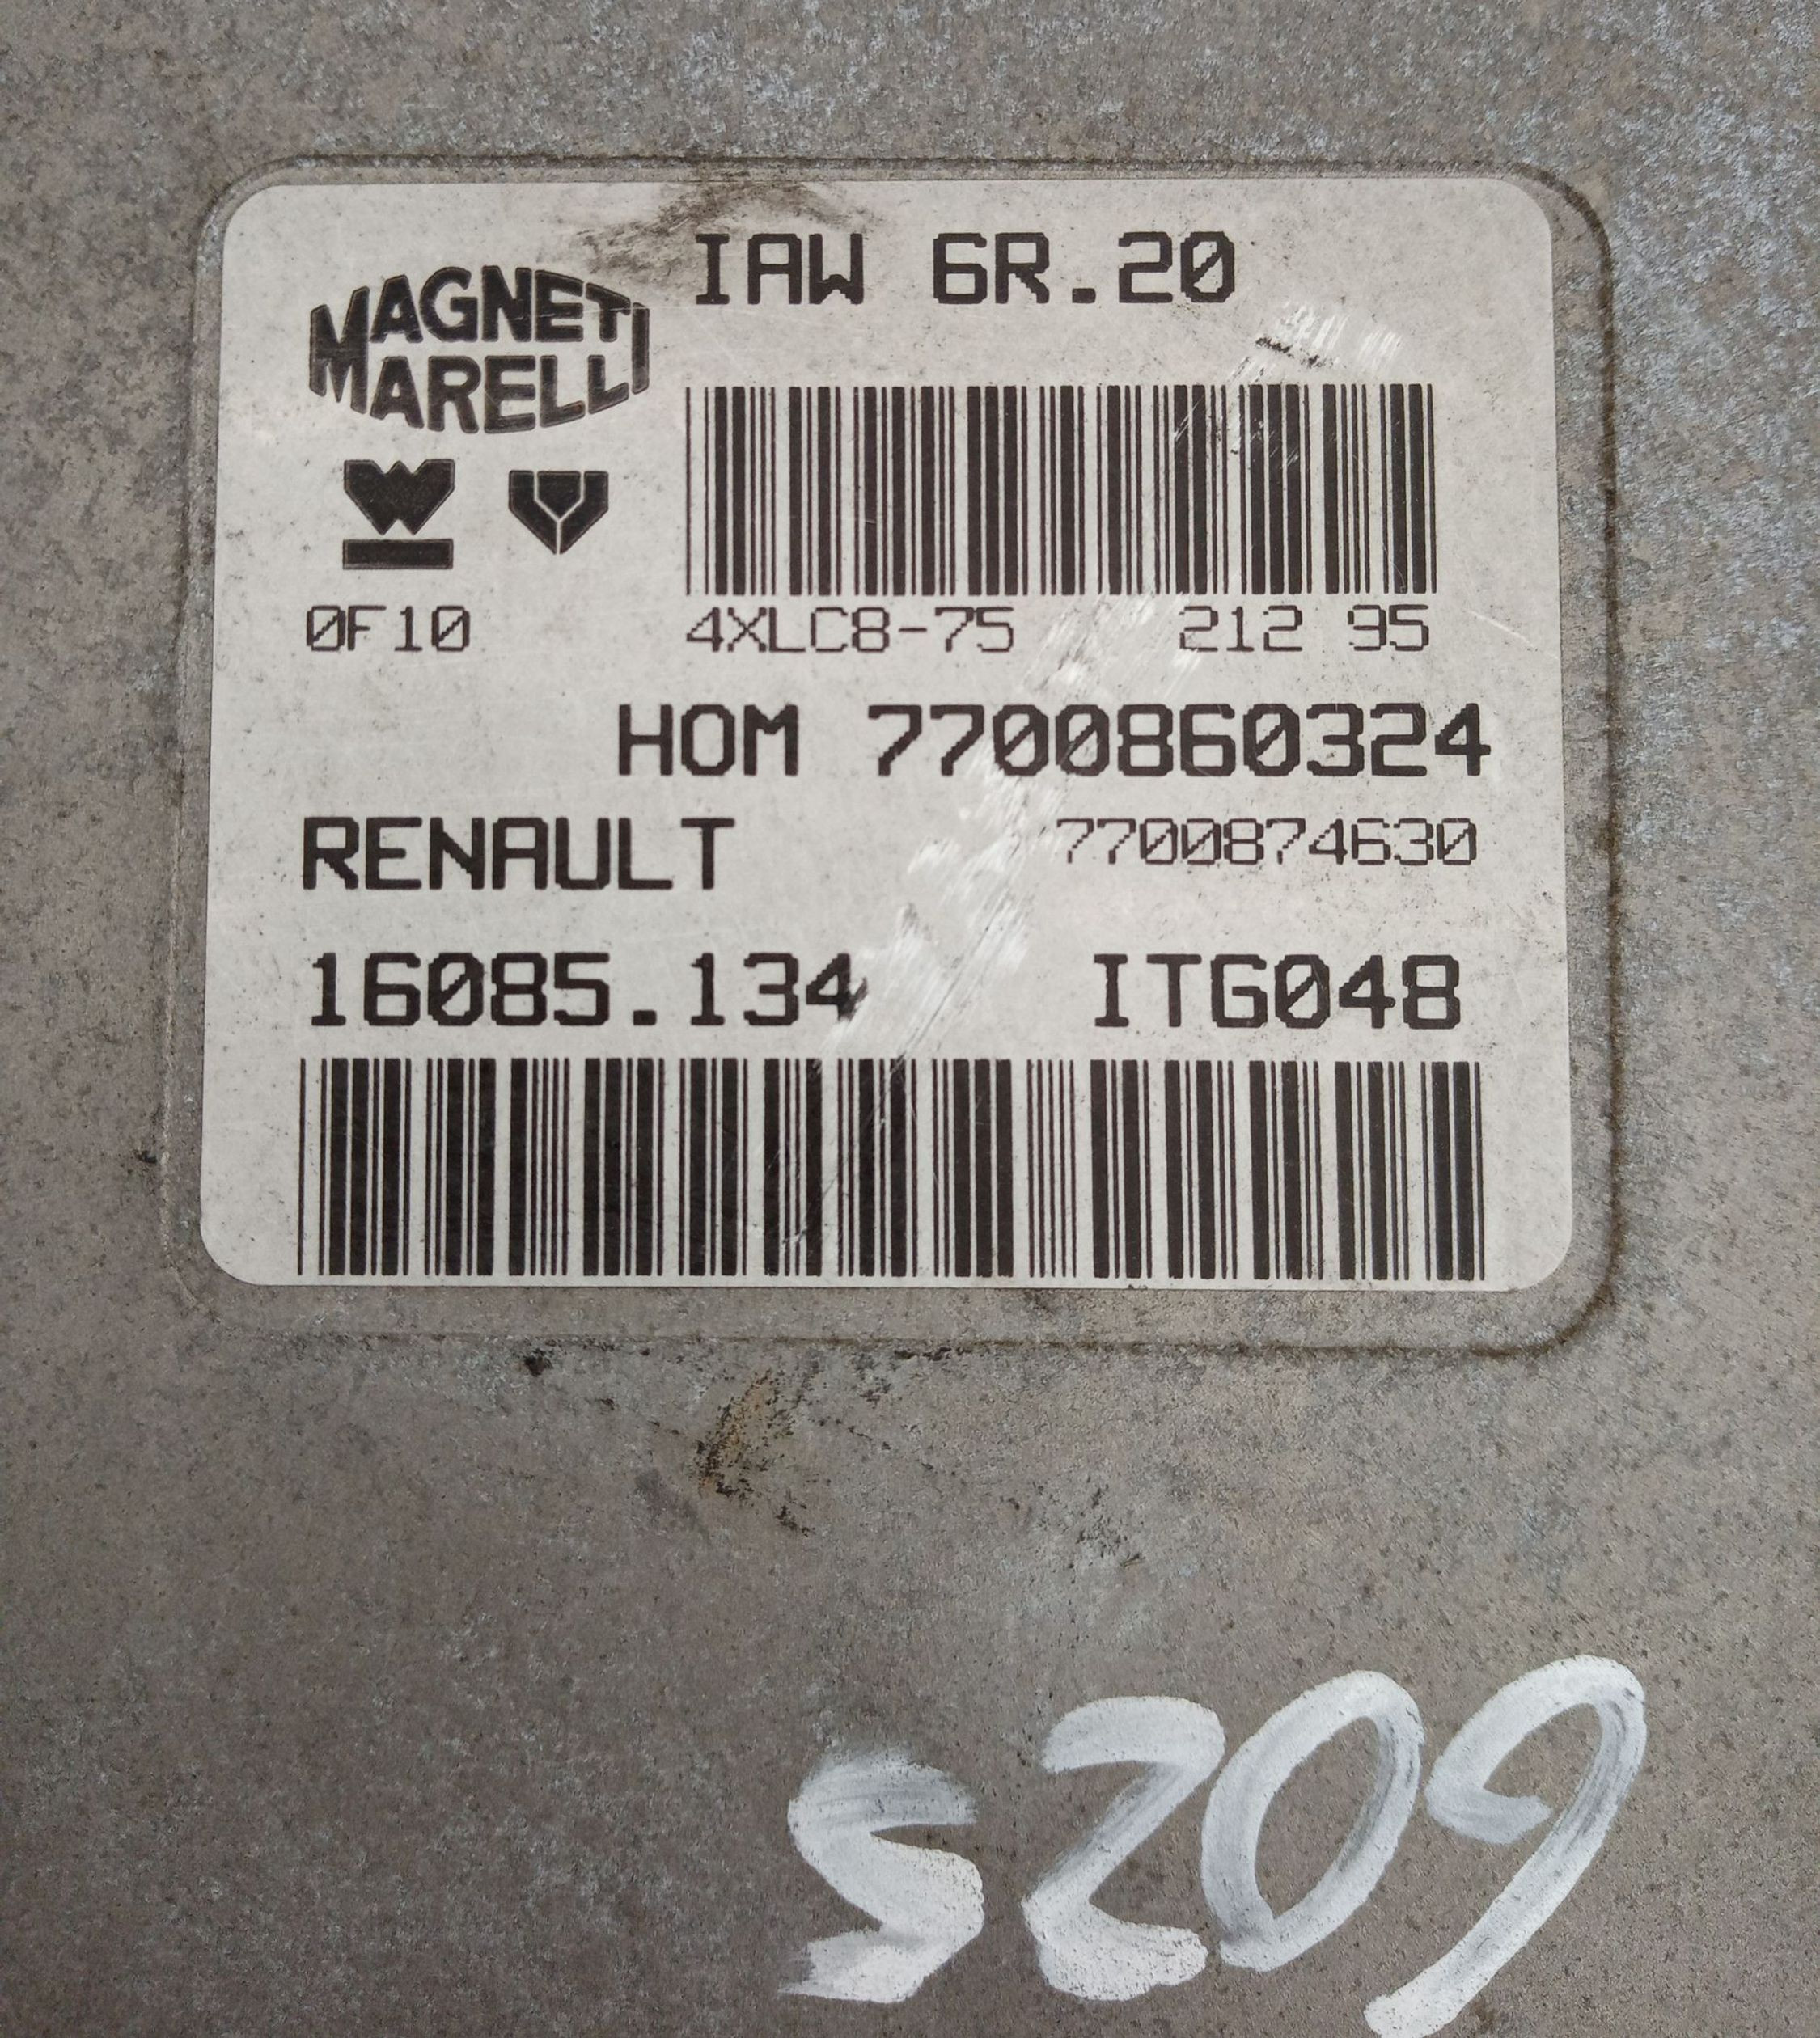 IAW 6R.20
MAGNETI
MARELLI
0F10 4XLC8-75 212 95
HOM 7700860324
RENAULT 7700874630
16085.134 ITG048
S209